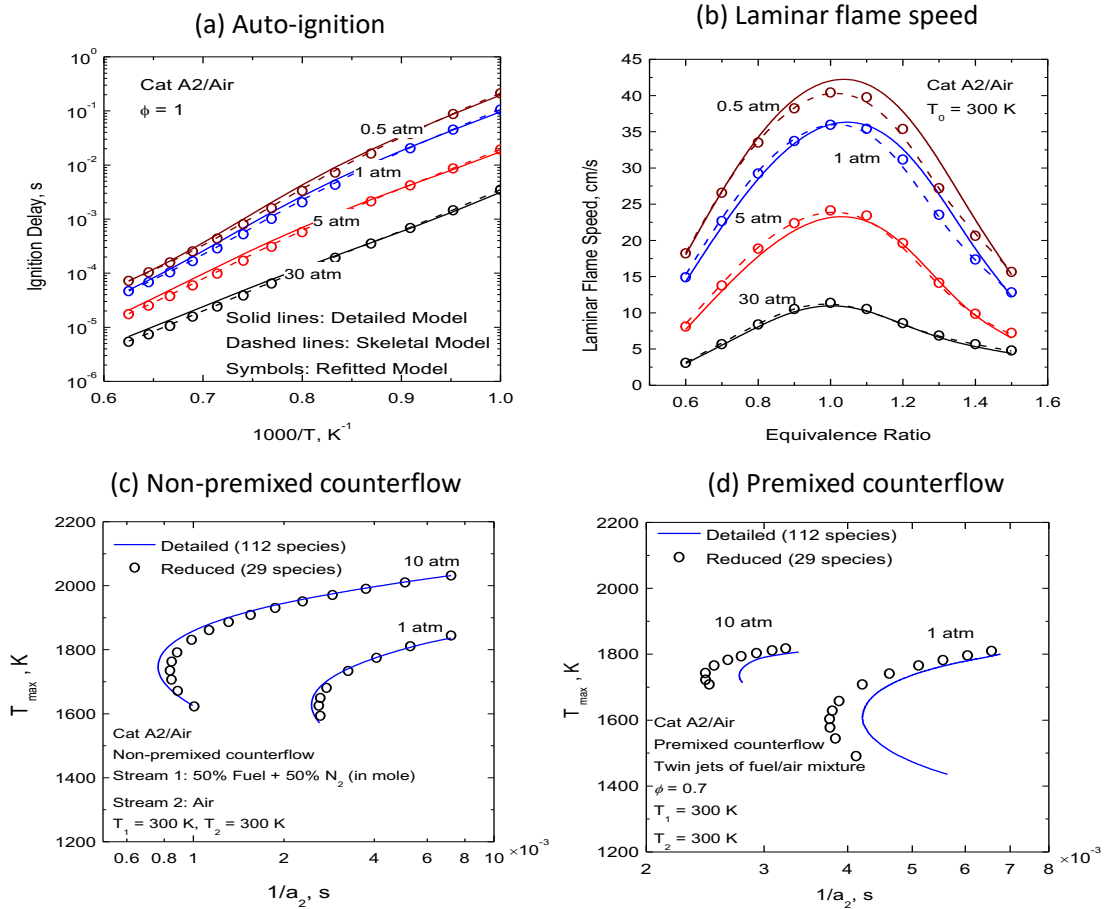 (a) Auto-ignition
10⁰
10⁻¹
10⁻²
10⁻³
10⁻⁴
10⁻⁵
10⁻⁶
Ignition Delay, s
Cat A2/Air
ϕ = 1
0.5 atm
1 atm
5 atm
30 atm
Solid lines: Detailed Model
Dashed lines: Skeletal Model
Symbols: Refitted Model
0.6 0.7 0.8 0.9 1.0
1000/T, K⁻¹
(b) Laminar flame speed
45
40
35
30
25
20
15
10
5
0
Laminar Flame Speed, cm/s
Cat A2/Air
T₀ = 300 K
0.5 atm
1 atm
5 atm
30 atm
0.6 0.8 1.0 1.2 1.4 1.6
Equivalence Ratio
(c) Non-premixed counterflow
2200
2000
1800
1600
1400
1200
T_max, K
Detailed (112 species)
Reduced (29 species)
10 atm
1 atm
Cat A2/Air
Non-premixed counterflow
Stream 1: 50% Fuel + 50% N₂ (in mole)
Stream 2: Air
T₁ = 300 K, T₂ = 300 K
0.6 0.8 1 2 4 6 8 10
×10⁻³
1/a₂, s
(d) Premixed counterflow
2200
2000
1800
1600
1400
1200
T_max, K
Detailed (112 species)
Reduced (29 species)
10 atm
1 atm
Cat A2/Air
Premixed counterflow
Twin jets of fuel/air mixture
ϕ = 0.7
T₁ = 300 K
T₂ = 300 K
2 3 4 5 6 7 8
×10⁻³
1/a₂, s